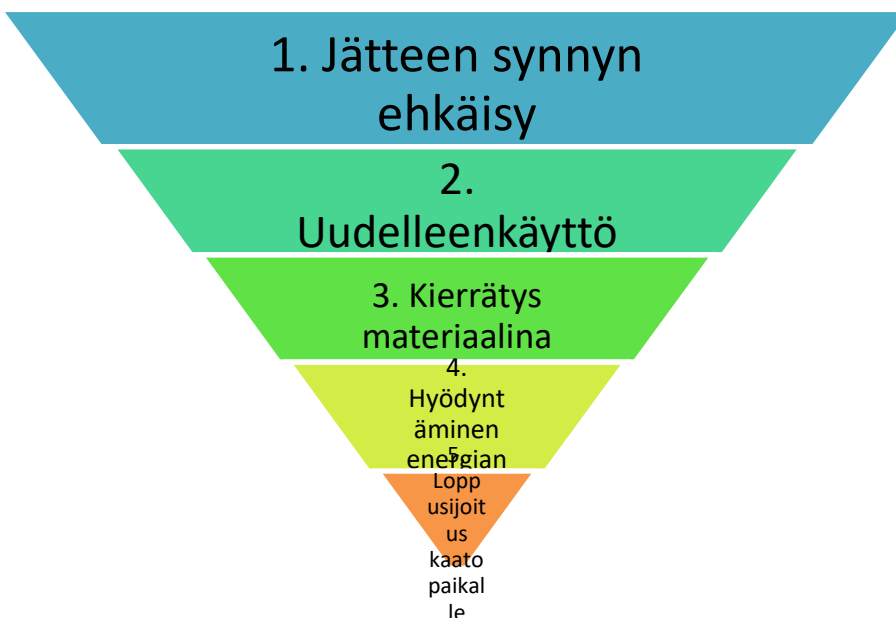 1. Jätteen synnyn
ehkäisy
2.
Uudelleenkäyttö
3. Kierrätys
materiaalina
4.
Hyödynt
äminen
energian
5.
Lopp
usijoit
us
kaato
paikal
le